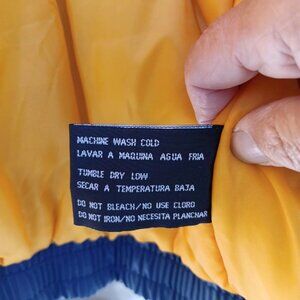 MACHINE WASH COLD
LAVAR A MAQUINA AGUA FRIA
TUMBLE DRY LOW
SECAR A TEMPERATURA BAJA
DO NOT BLEACH/NO USE CLORO
DO NOT IRON/NO NECESITA PLANCHAR